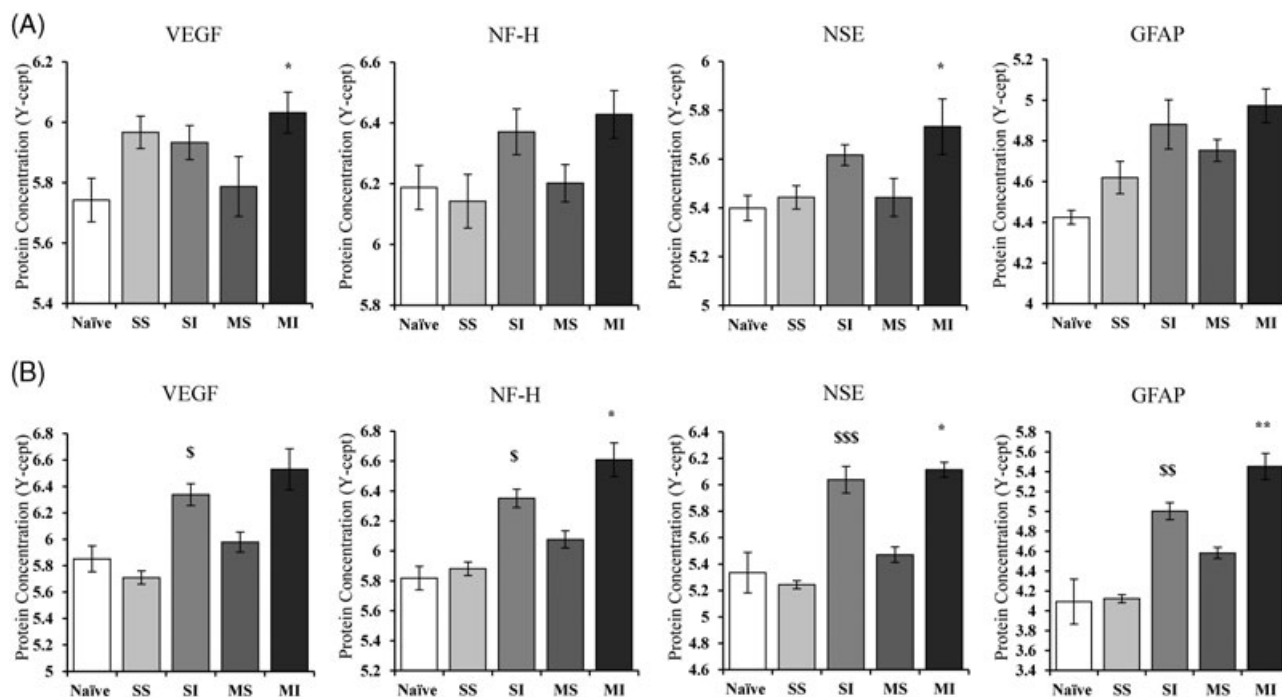 (A)
VEGF
Protein Concentration (Y-cept)
6.2
6
5.8
5.6
5.4
*
Naïve SS SI MS MI
NF-H
Protein Concentration (Y-cept)
6.6
6.4
6.2
6
5.8
Naïve SS SI MS MI
NSE
Protein Concentration (Y-cept)
6
5.8
5.6
5.4
5.2
5
*
Naïve SS SI MS MI
GFAP
Protein Concentration (Y-cept)
5.2
5
4.8
4.6
4.4
4.2
4
Naïve SS SI MS MI
(B)
VEGF
Protein Concentration (Y-cept)
6.8
6.6
6.4
6.2
6
5.8
5.6
5.4
5.2
5
$
Naïve SS SI MS MI
NF-H
Protein Concentration (Y-cept)
6.8
6.6
6.4
6.2
6
5.8
5.6
5.4
5.2
$
*
Naïve SS SI MS MI
NSE
Protein Concentration (Y-cept)
6.4
6.2
6
5.8
5.6
5.4
5.2
5
4.8
4.6
$$$
*
Naïve SS SI MS MI
GFAP
Protein Concentration (Y-cept)
5.8
5.6
5.4
5.2
5
4.8
4.6
4.4
4.2
4
3.8
3.6
3.4
$$
**
Naïve SS SI MS MI